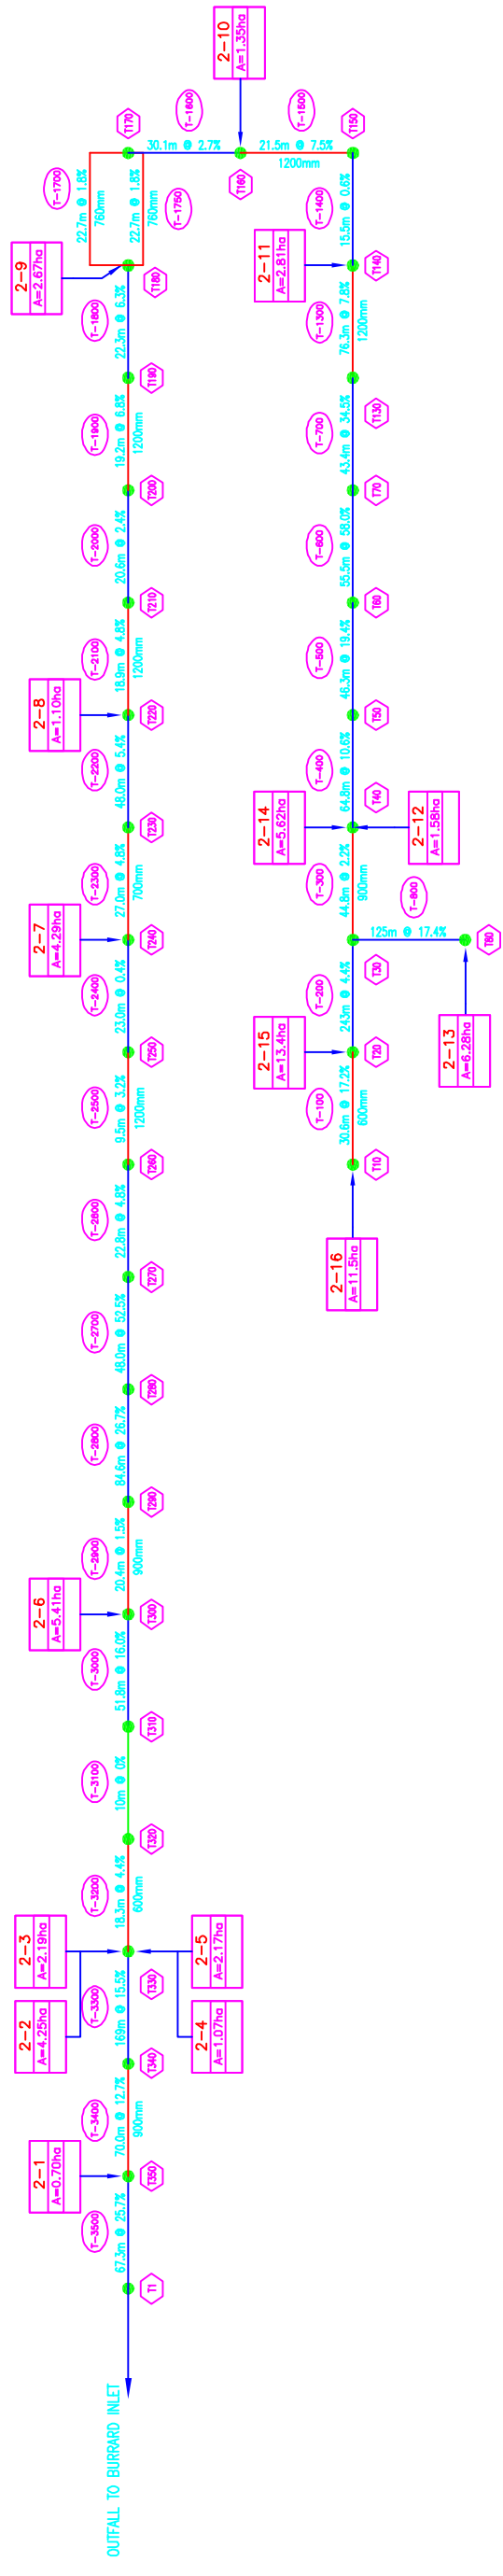 2-10
A=1.35ha
T-1600
T-1500
T170
30.1m @ 2.7%
21.5m @ 7.5%
T150
T160
1200mm
T-1700
22.7m @ 1.8%
760mm
22.7m @ 1.8%
760mm
T-1750
T-1400
15.5m @ 0.6%
2-9
A=2.67ha
T180
2-11
A=2.81ha
T140
T-1800
22.3m @ 6.3%
T-1300
76.3m @ 7.8%
1200mm
T190
T130
T-1900
19.2m @ 6.8%
1200mm
T-700
43.4m @ 34.5%
T200
T70
T-2000
20.6m @ 2.4%
T-600
55.5m @ 58.0%
T210
T60
T-2100
18.9m @ 4.8%
1200mm
T-500
46.3m @ 19.4%
2-8
A=1.10ha
T220
T50
T-2200
48.0m @ 5.4%
T-400
64.8m @ 10.6%
T230
2-14
A=5.62ha
T40
2-12
A=1.58ha
T-2300
27.0m @ 4.8%
700mm
T-300
44.8m @ 2.2%
900mm
T-800
125m @ 17.4%
2-7
A=4.29ha
T240
T30
T80
T-2400
23.0m @ 0.4%
T-200
243m @ 4.4%
T250
2-15
A=13.4ha
T20
2-13
A=6.28ha
T-2500
9.5m @ 3.2%
1200mm
T-100
30.6m @ 17.2%
600mm
T260
T10
T-2600
22.8m @ 4.8%
2-16
A=11.5ha
T270
T-2700
48.0m @ 52.5%
T280
T-2800
84.6m @ 26.7%
T290
T-2900
20.4m @ 1.5%
900mm
2-6
A=5.41ha
T300
T-3000
51.8m @ 16.0%
T310
T-3100
10m @ 0%
T320
T-3200
18.3m @ 4.4%
600mm
2-3
A=2.19ha
T330
2-5
A=2.17ha
2-2
A=4.25ha
T-3300
169m @ 15.5%
2-4
A=1.07ha
T340
T-3400
70.0m @ 12.7%
900mm
2-1
A=0.70ha
T350
T-3500
67.3m @ 25.7%
T1
OUTFALL TO BURRARD INLET